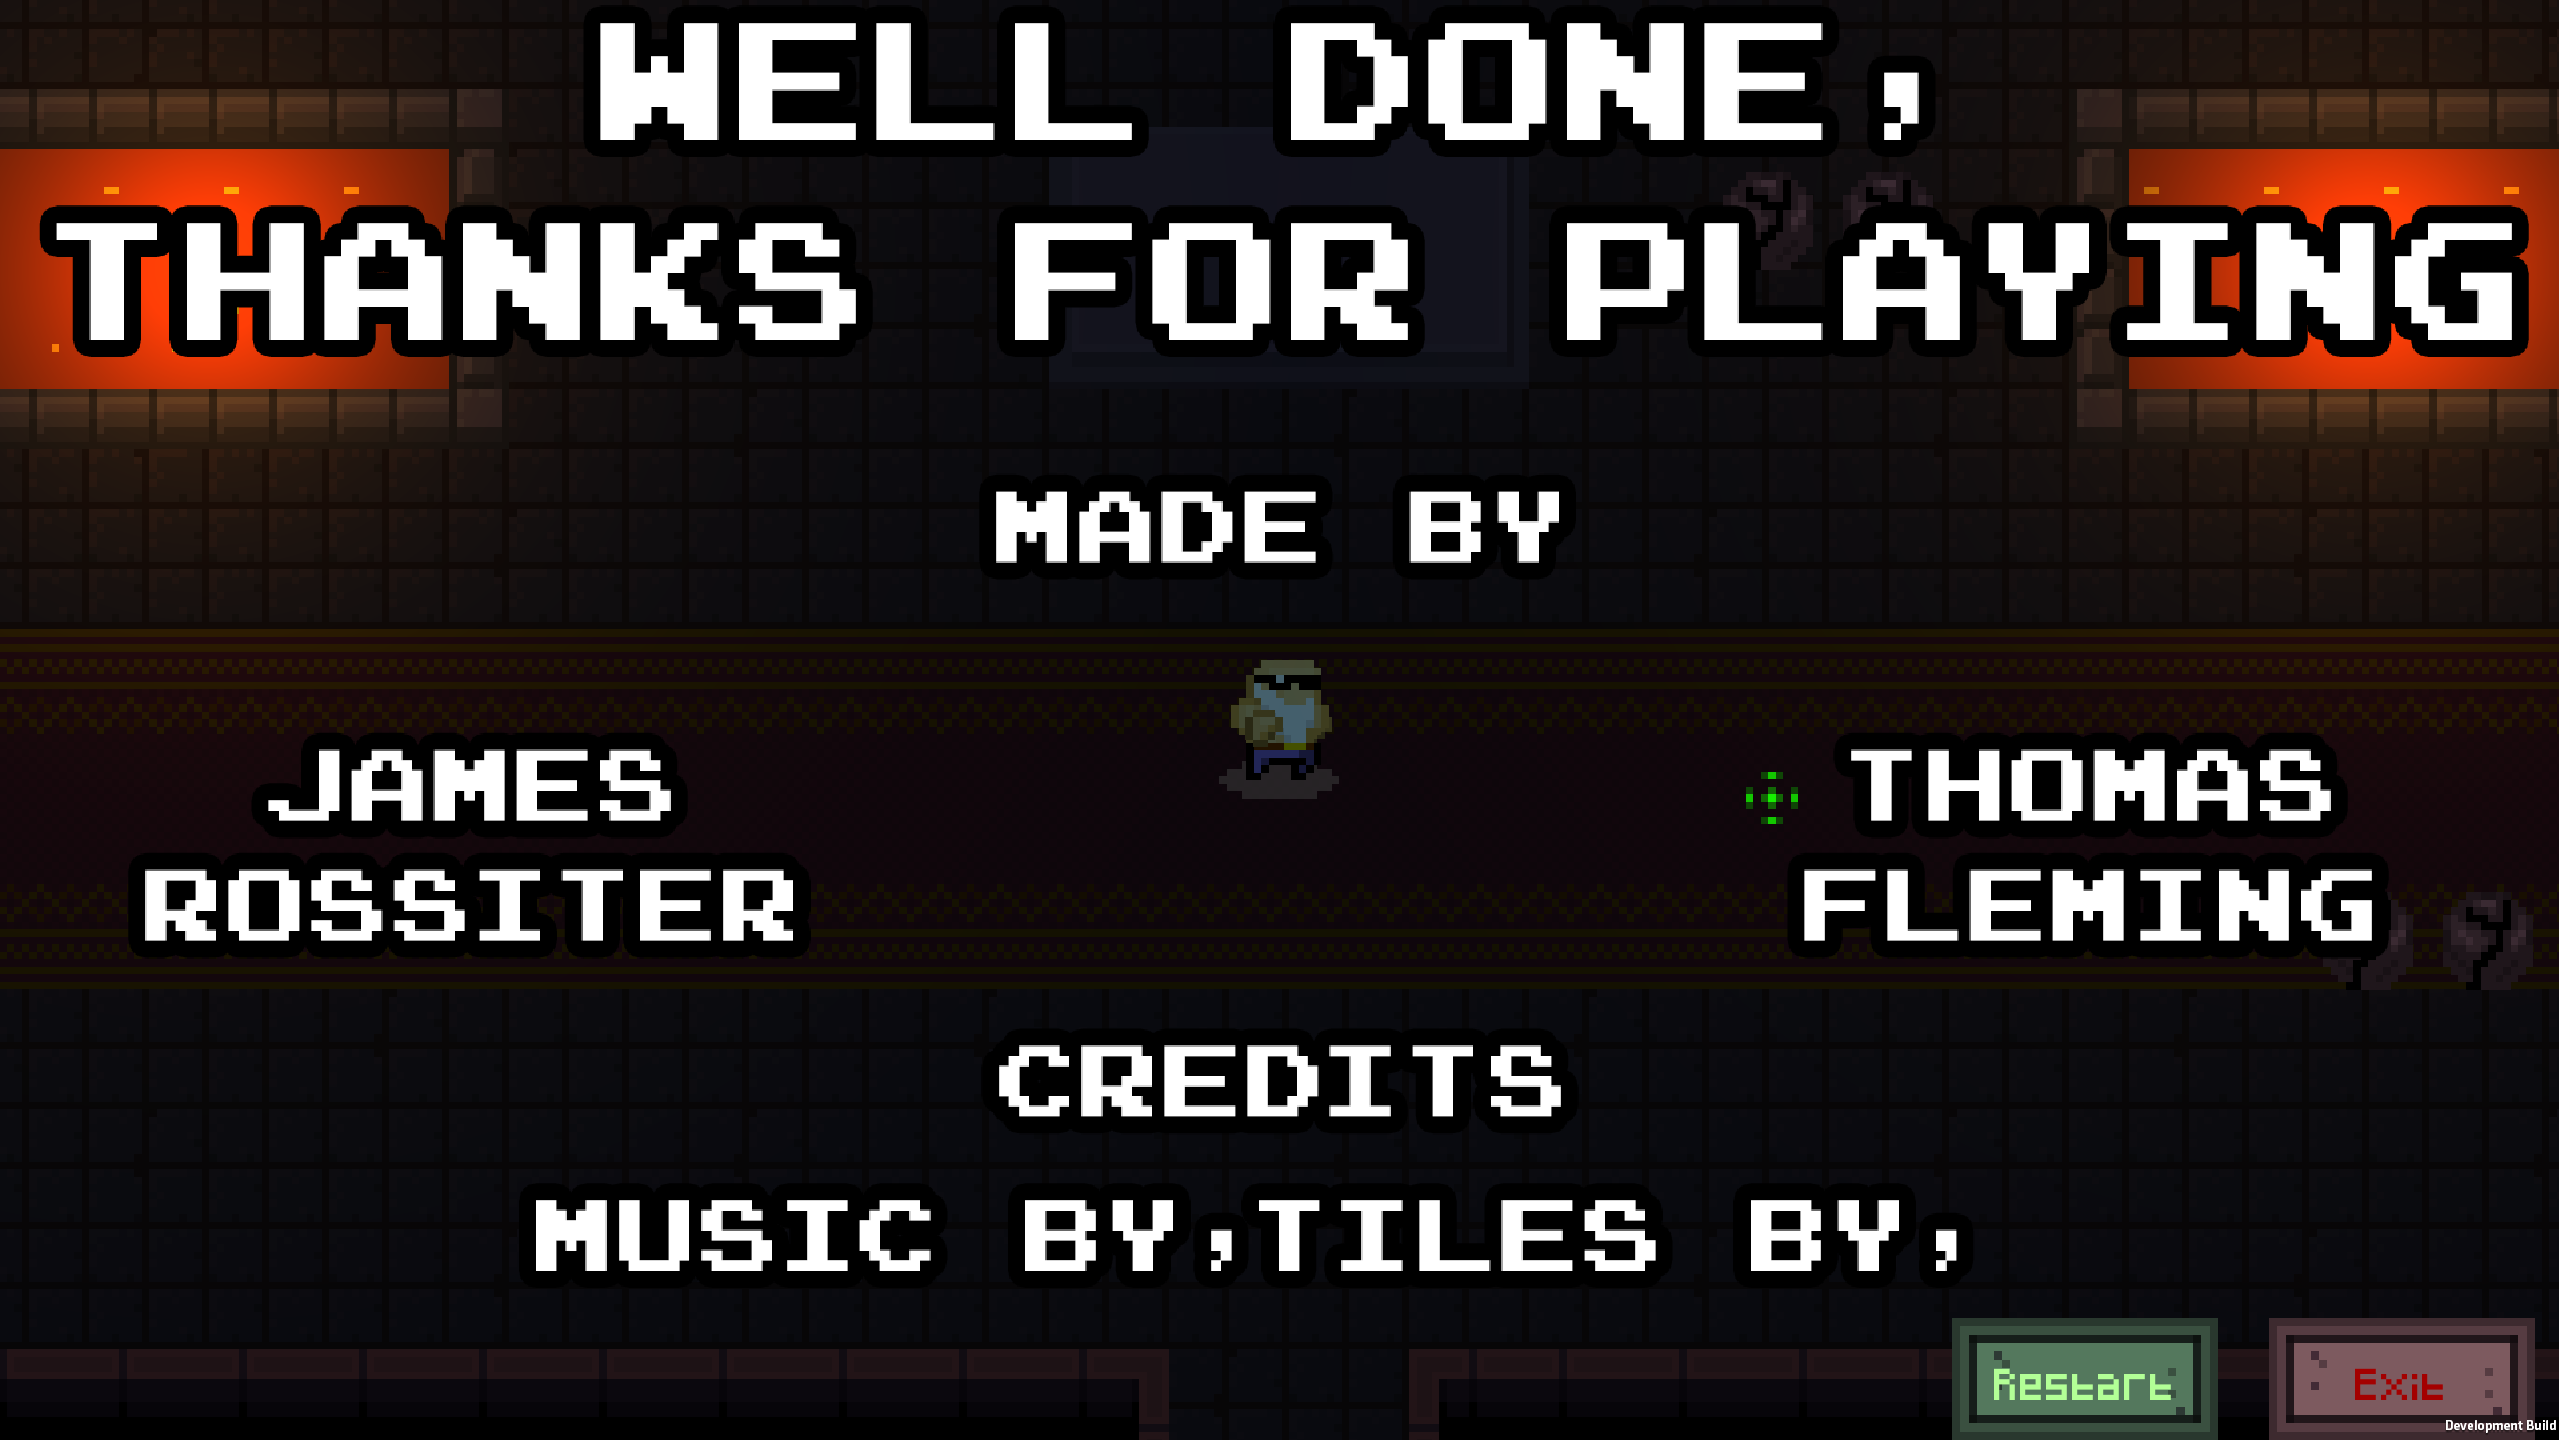 WELL DONE,
THANKS FOR PLAYING
MADE BY
JAMES
ROSSITER
THOMAS
FLEMING
CREDITS
MUSIC BY,TILES BY,
Restart
Exit
Development Build